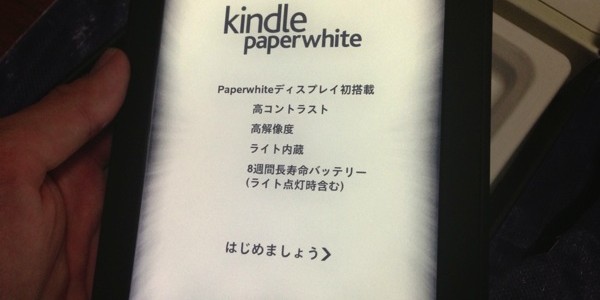 kindle
paperwhite
Paperwhiteディスプレイ初搭載
高コントラスト
高解像度
ライト内蔵
8週間長寿命バッテリー
(ライト点灯時含む)
はじめましょう❯